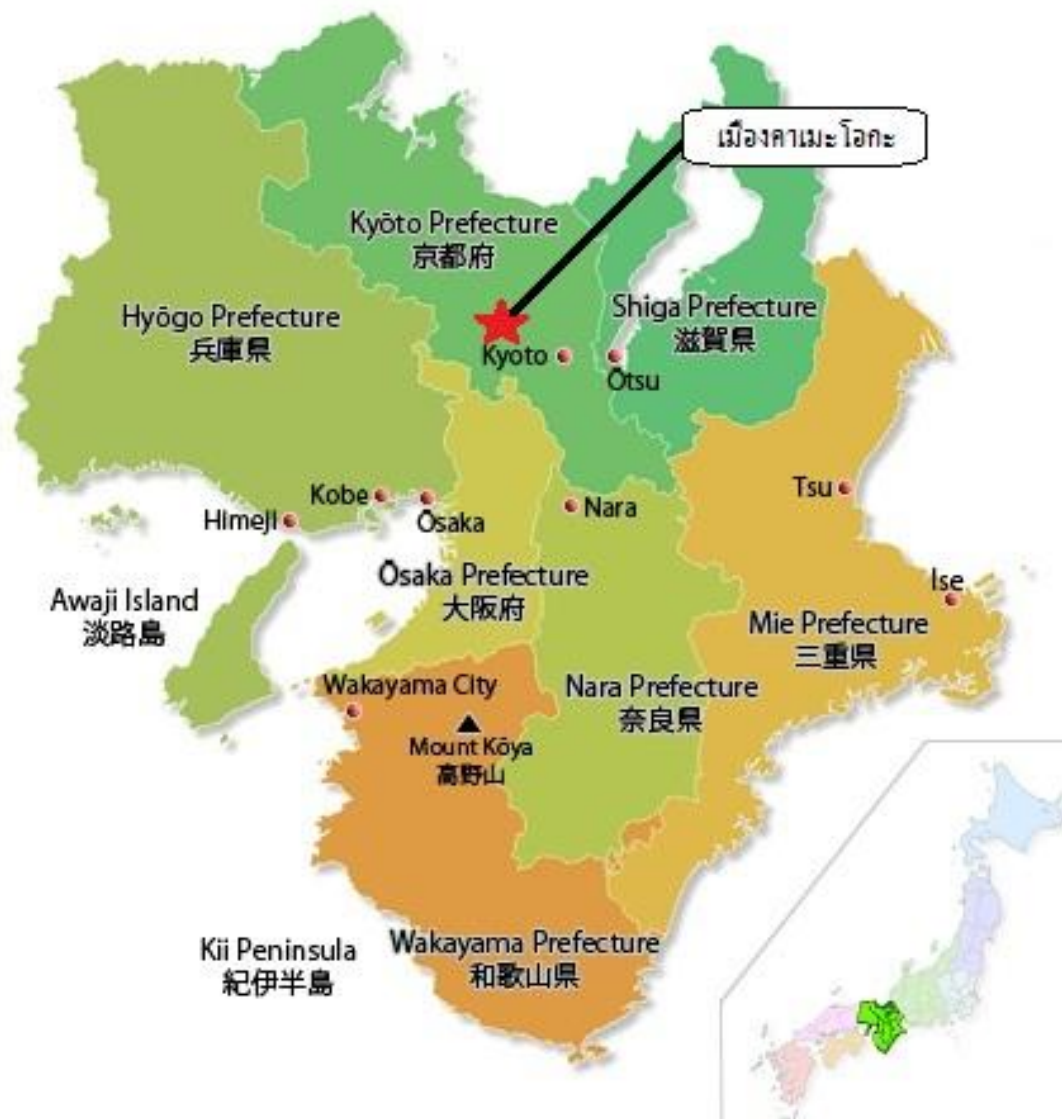 เมืองคาเมะโอกะ
Kyōto Prefecture
京都府
Hyōgo Prefecture
兵庫県
Shiga Prefecture
滋賀県
Kyoto
Ōtsu
Kobe
Ōsaka
Himeji
Nara
Tsu
Awaji Island
淡路島
Ōsaka Prefecture
大阪府
Ise
Mie Prefecture
三重県
Wakayama City
Nara Prefecture
奈良県
Mount Kōya
高野山
Kii Peninsula
紀伊半島
Wakayama Prefecture
和歌山県